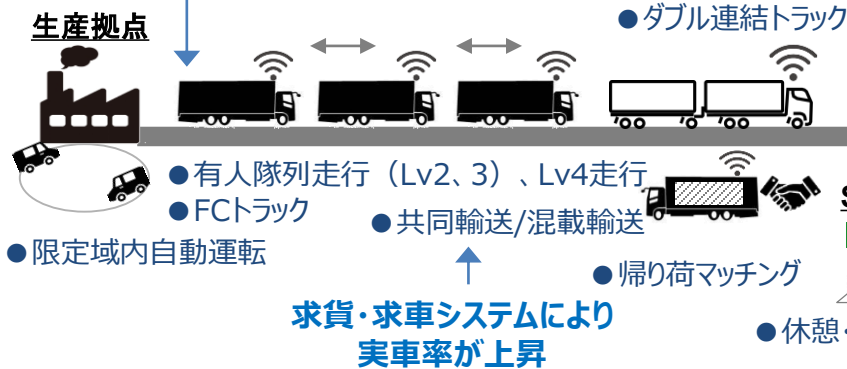 ●ダブル連結トラック
生産拠点
●有人隊列走行（Lv2、3）、Lv4走行
●FCトラック
●共同輸送/混載輸送
●限定域内自動運転
●帰り荷マッチング
求貨・求車システムにより
実車率が上昇
●休憩・